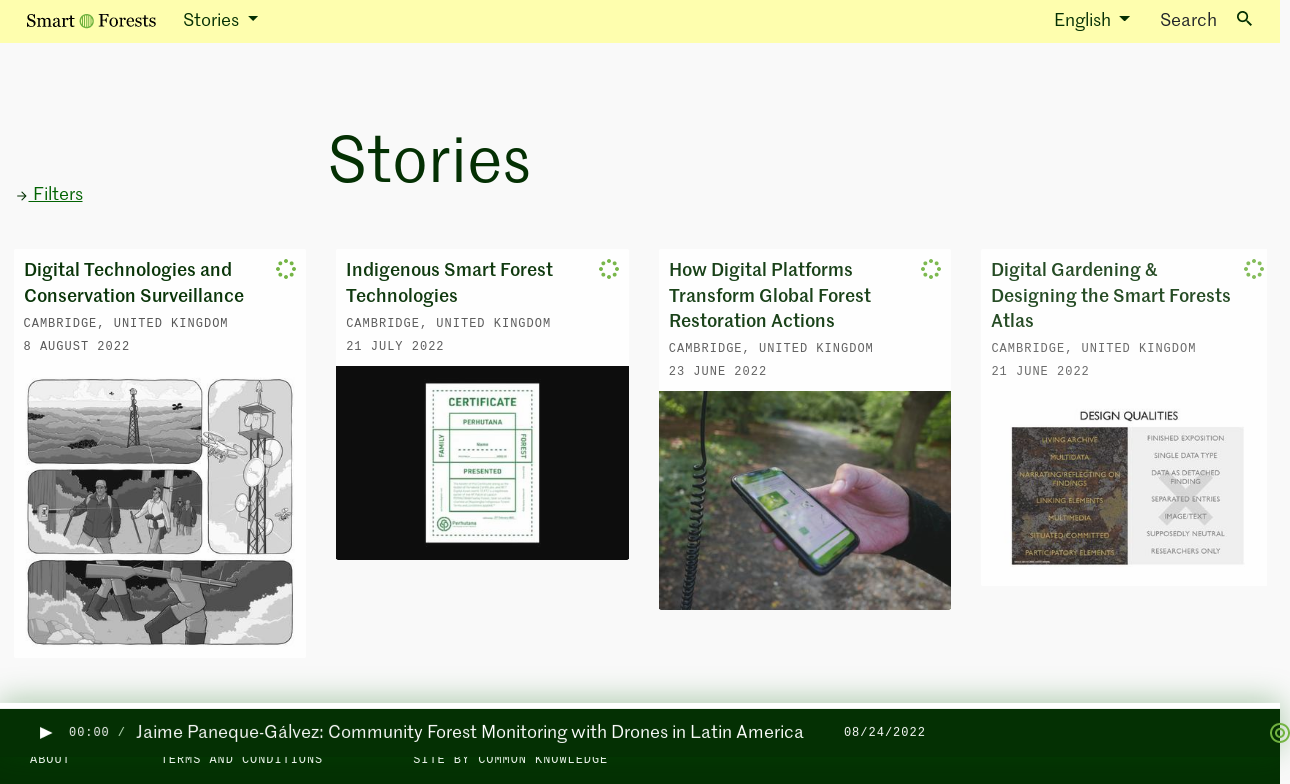 Smart Forests
Stories
English
Search
Stories
Filters
Digital Technologies and
Conservation Surveillance
CAMBRIDGE, UNITED KINGDOM
8 AUGUST 2022
Indigenous Smart Forest
Technologies
CAMBRIDGE, UNITED KINGDOM
21 JULY 2022
CERTIFICATE
PERHUTANA
FAMILY
Name
FOREST
PRESENTED
Perhutana
How Digital Platforms
Transform Global Forest
Restoration Actions
CAMBRIDGE, UNITED KINGDOM
23 JUNE 2022
Digital Gardening &
Designing the Smart Forests
Atlas
CAMBRIDGE, UNITED KINGDOM
21 JUNE 2022
DESIGN QUALITIES
LIVING ARCHIVE
MULTIDATA
NARRATING/REFLECTING ON
FINDINGS
LINKING ELEMENTS
MULTIMEDIA
SITUATED/COMMITTED
PARTICIPATORY ELEMENTS
FINISHED EXPOSITION
SINGLE DATA TYPE
DATA AS DETACHED
FINDING
SEPARATED ENTRIES
IMAGE/TEXT
SUPPOSEDLY NEUTRAL
RESEARCHERS ONLY
00:00 /
Jaime Paneque-Gálvez: Community Forest Monitoring with Drones in Latin America
08/24/2022
ABOUT
TERMS AND CONDITIONS
SITE BY COMMON KNOWLEDGE